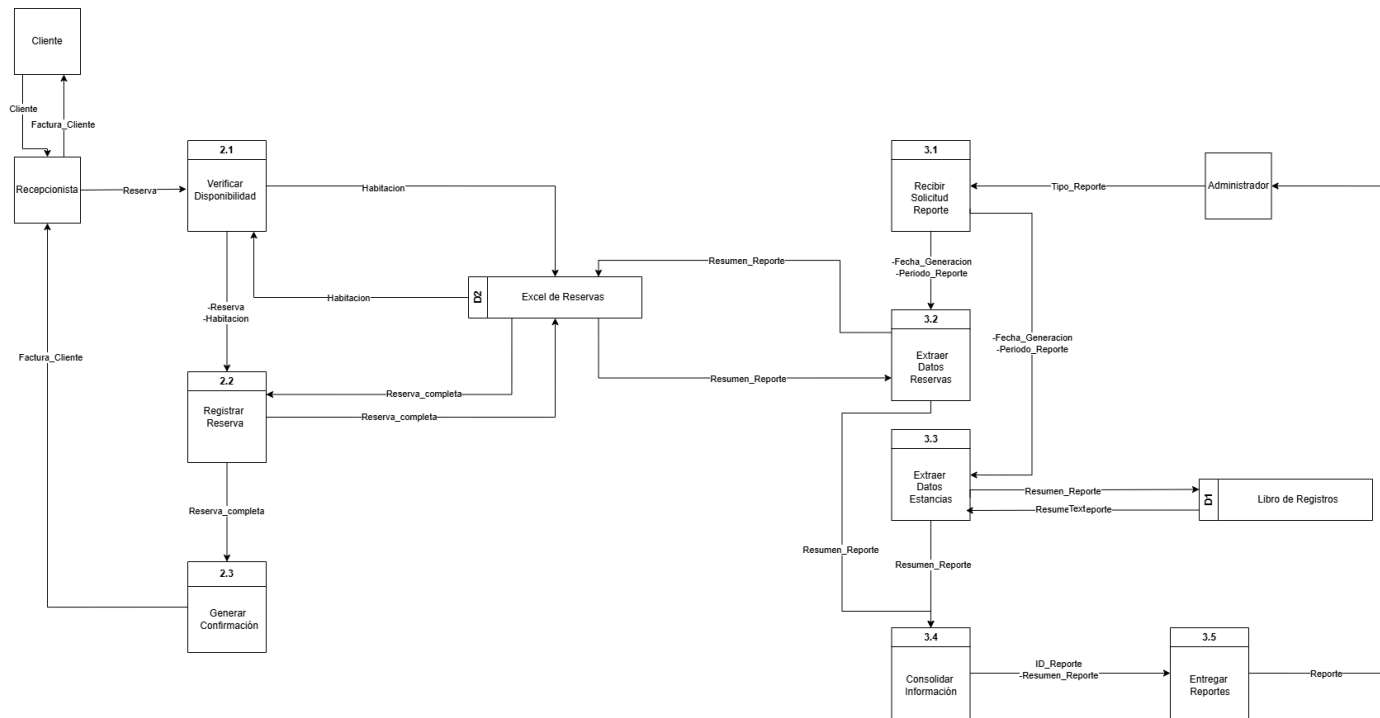 Cliente
Cliente
Factura_Cliente
Recepcionista
Reserva
2.1
Verificar
Disponibilidad
Habitacion
Habitacion
D2
Excel de Reservas
-Reserva
-Habitacion
Factura_Cliente
2.2
Registrar
Reserva
Reserva_completa
Reserva_completa
Reserva_completa
2.3
Generar
Confirmación
3.1
Recibir
Solicitud
Reporte
Tipo_Reporte
Administrador
Resumen_Reporte
-Fecha_Generacion
-Periodo_Reporte
3.2
Extraer
Datos
Reservas
-Fecha_Generacion
-Periodo_Reporte
Resumen_Reporte
3.3
Extraer
Datos
Estancias
Resumen_Reporte
Text
D1
Libro de Registros
Resumen_Reporte
Resumen_Reporte
3.4
Consolidar
Información
ID_Reporte
-Resumen_Reporte
3.5
Entregar
Reportes
Reporte